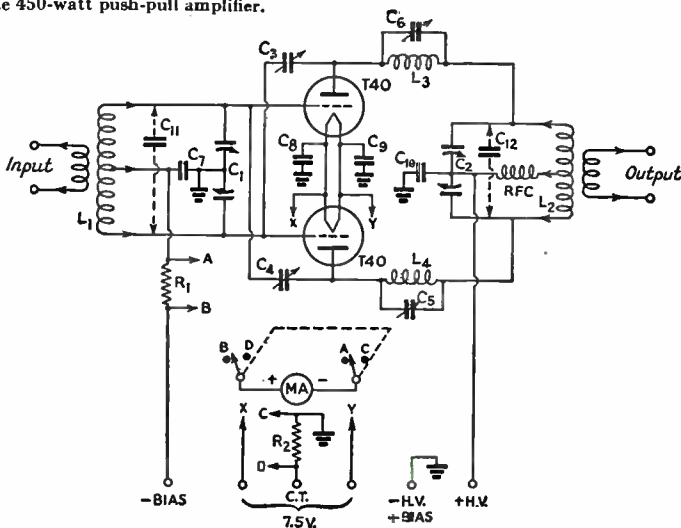 e 450-watt push-pull amplifier.
C6
C3
L3
T40
C11
C8
C9
C12
C7
C10
C2
Input
C1
RFC
Output
L1
X
Y
L2
A
T40
C4
L4
R1
C5
B
B D
A C
+ MA -
X
C
Y
R2
D
-BIAS
C.T.
-H.V.
+H.V.
+BIAS
7.5V.